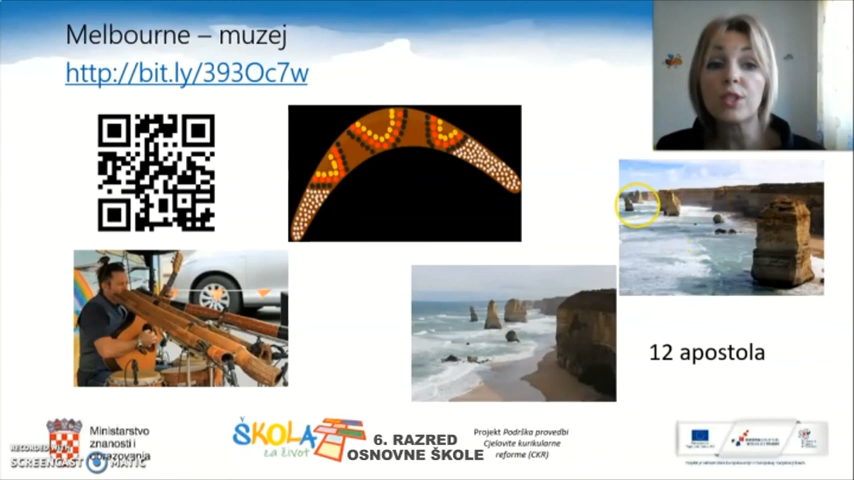 Melbourne – muzej
http://bit.ly/393Oc7w
12 apostola
Ministarstvo
znanosti i
obrazovanja
RECORDED WITH
SCREENCAST MATIC
ŠKOLA
za život
6. RAZRED
OSNOVNE ŠKOLE
Projekt Podrška provedbi
Cjelovite kurikularne
reforme (CKR)